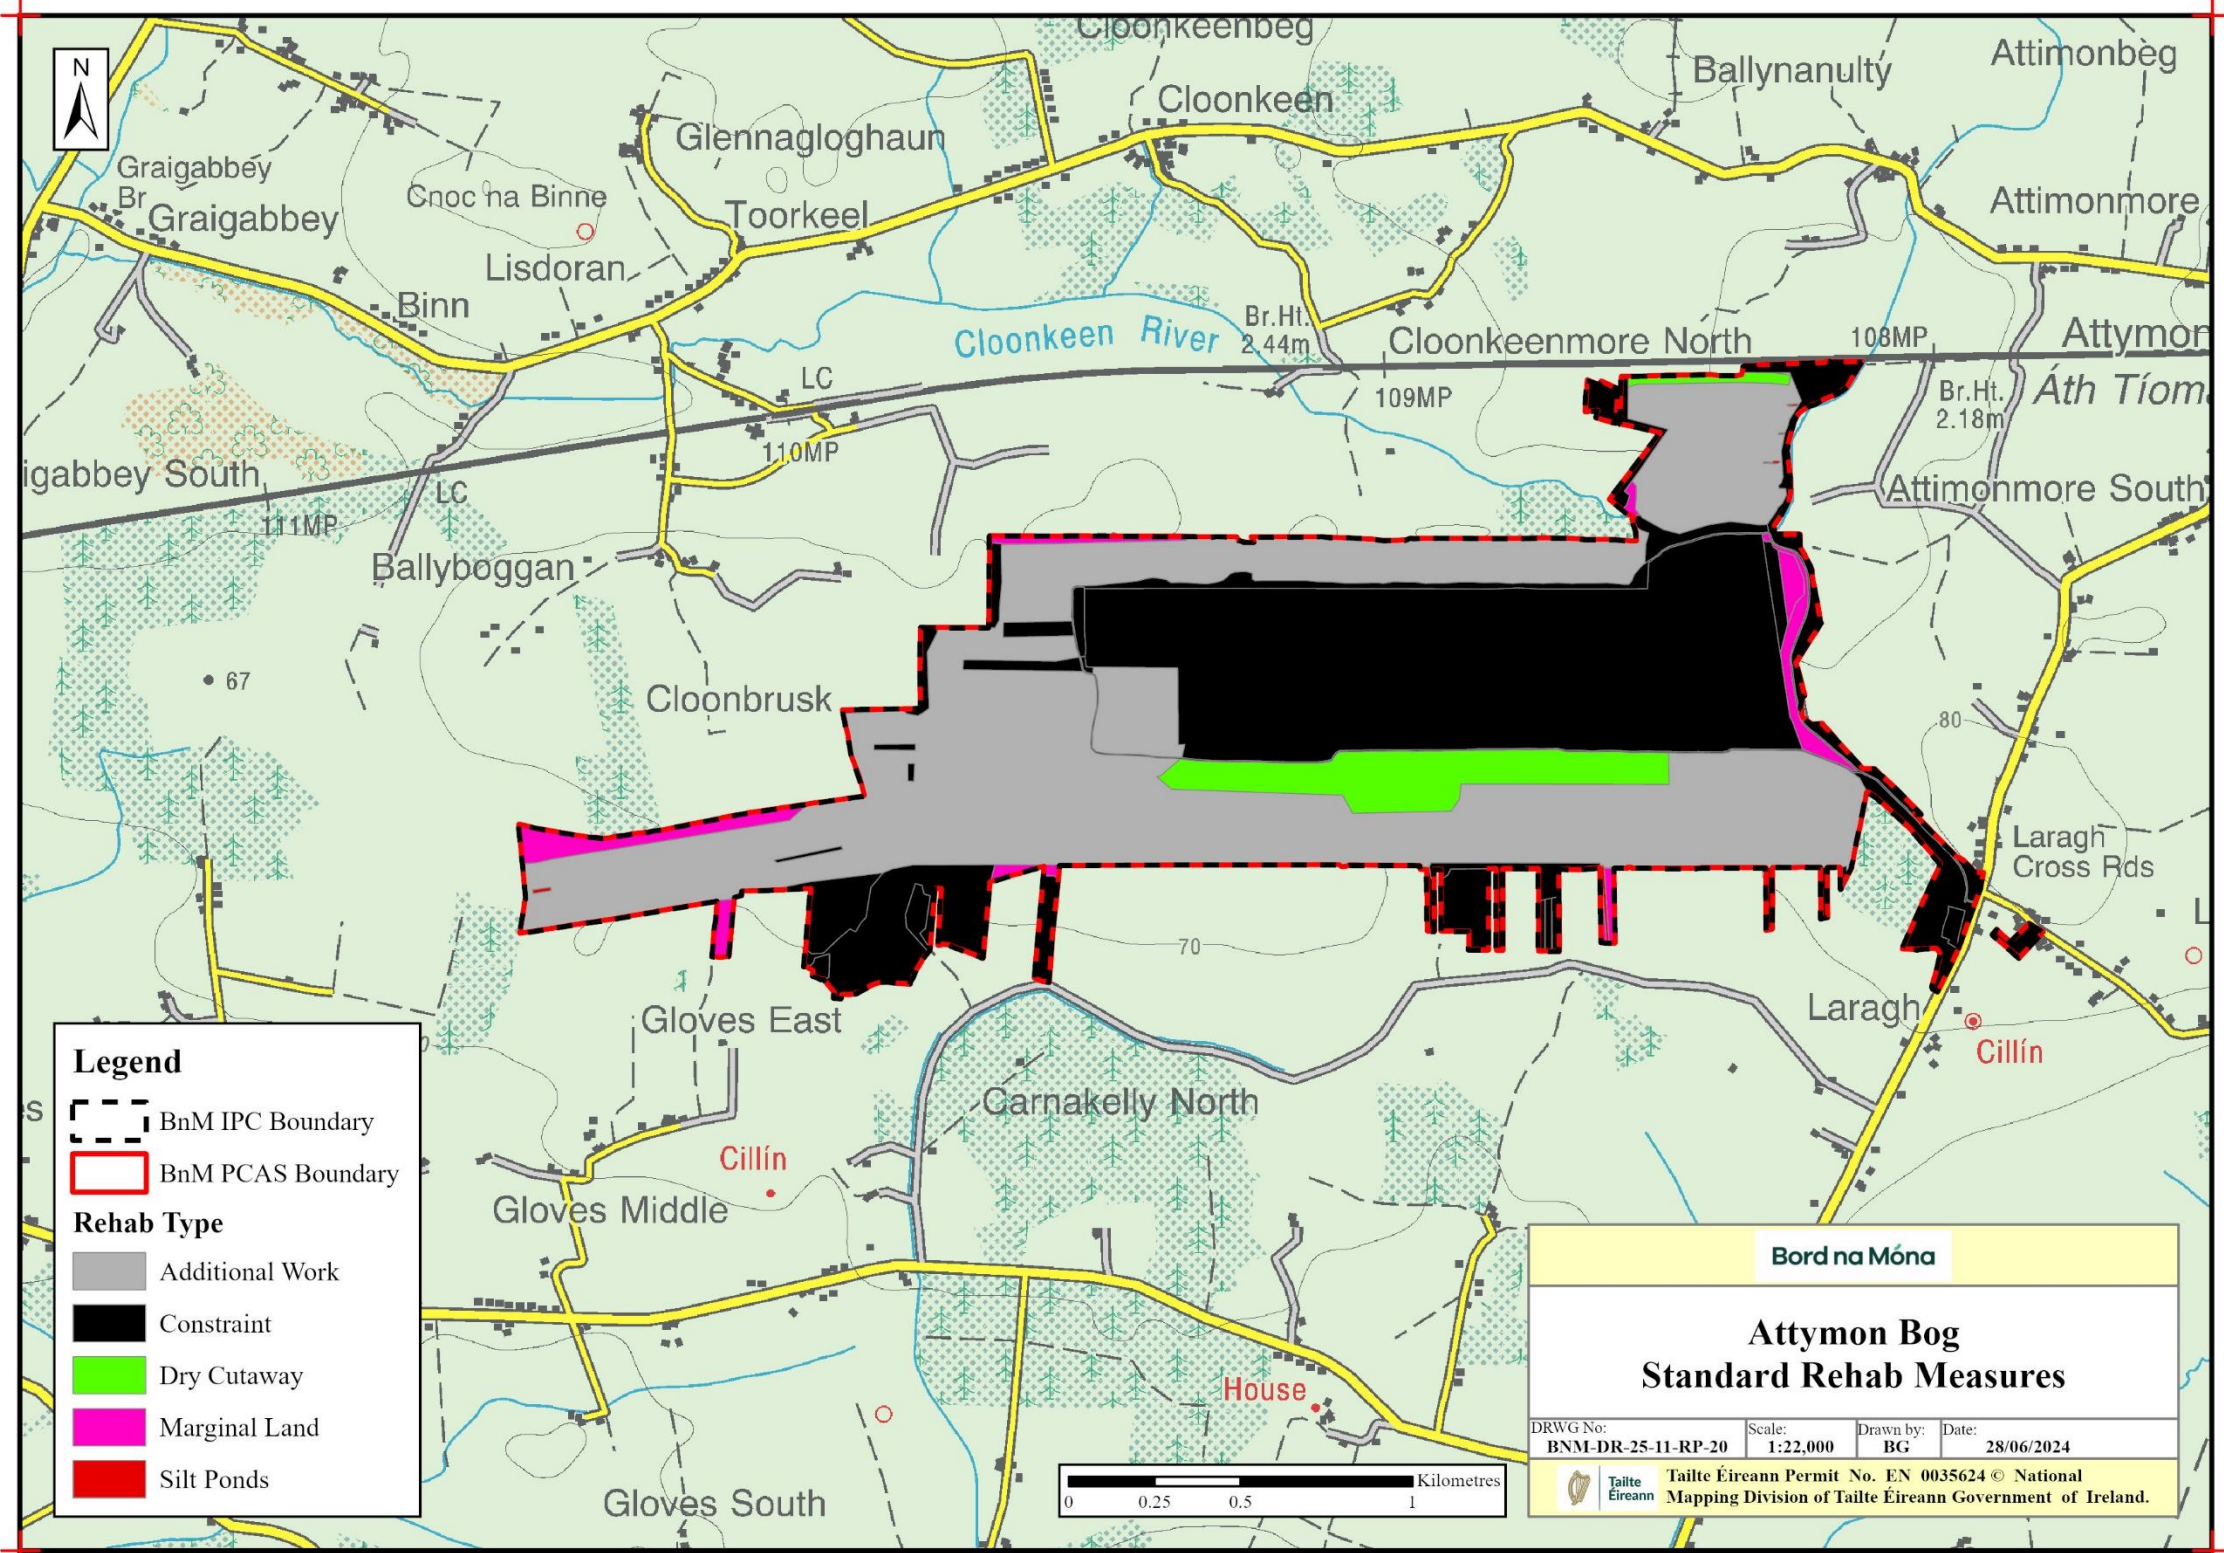 Cloonkeenbeg
Ballynanulty
Attimonbeg
N
Cloonkeen
Glennagloghaun
Graigabbey
Br
Cnoc na Binne
Graigabbey
Toorkeel
Attimonmore
Lisdoran
Binn
Cloonkeen River
Br.Ht.
2.44m
Cloonkeenmore North
108MP
Attymon
LC
109MP
Br.Ht.
2.18m
Áth Tíom
110MP
igabbey South
LC
111MP
Attimonmore South
Ballyboggan
67
Cloonbrusk
80
Laragh
Cross Rds
L
70
Laragh
Gloves East
Cillín
Carnakelly North
Cillín
Gloves Middle
House
Gloves South
es
Legend
BnM IPC Boundary
BnM PCAS Boundary
Rehab Type
Additional Work
Constraint
Dry Cutaway
Marginal Land
Silt Ponds
0
0.25
0.5
1
Kilometres
Bord na Móna
Attymon Bog
Standard Rehab Measures
DRWG No:
BNM-DR-25-11-RP-20
Scale:
1:22,000
Drawn by:
BG
Date:
28/06/2024
Tailte
Éireann
Tailte Éireann Permit No. EN 0035624 © National
Mapping Division of Tailte Éireann Government of Ireland.